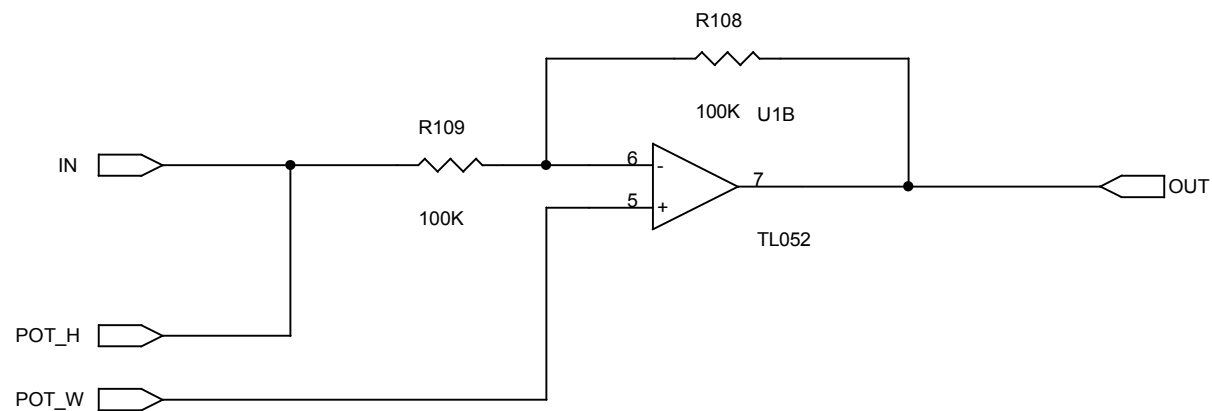 R108
100K
U1B
R109
IN
6
-
7
OUT
5
+
100K
TL052
POT_H
POT_W